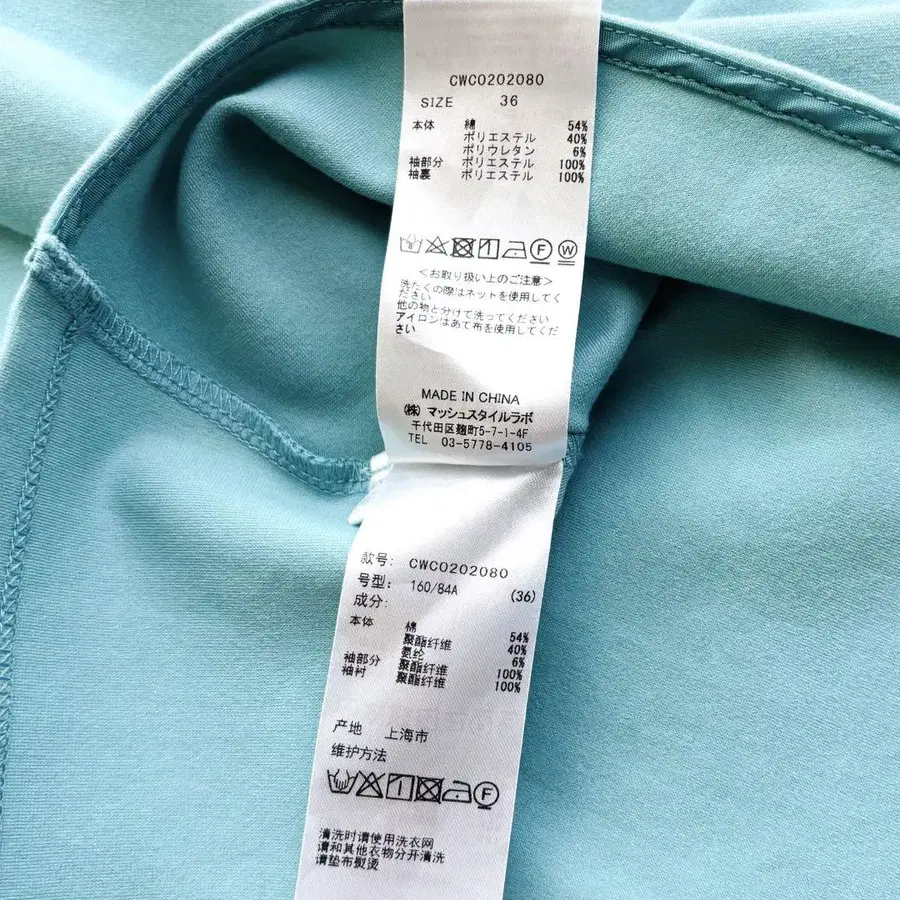 CWC0202080
SIZE 36
本体 綿 54%
ポリエステル 40%
ポリウレタン 6%
袖部分 ポリエステル 100%
袖裏 ポリエステル 100%
F W
<お取り扱い上のご注意>
洗たくの際はネットを使用してく
ださい
他の物と分けて洗ってください
アイロンはあて布を使用してくだ
さい
MADE IN CHINA
(株) マッシュスタイルラボ
千代田区麹町5-7-1-4F
TEL 03-5778-4105
款号: CWC0202080
号型: 160/84A (36)
成分:
本体 棉 54%
聚酯纤维 40%
氨纶 6%
袖部分 聚酯纤维 100%
袖衬 聚酯纤维 100%
产地 上海市
维护方法
F
清洗时请使用洗衣网
请和其他衣物分开清洗
请垫布熨烫